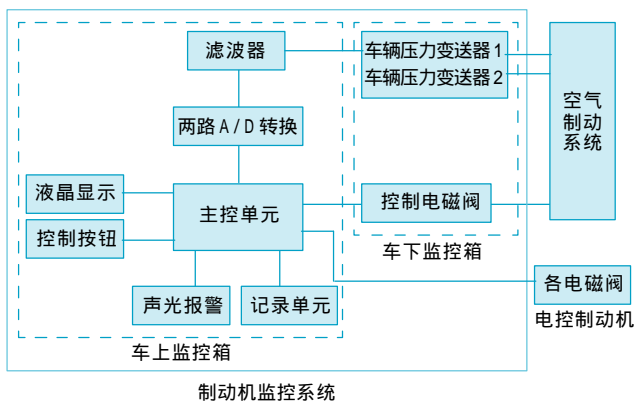 滤波器
车辆压力变送器1
车辆压力变送器2
空气
制动
系统
两路A/D转换
液晶显示
主控单元
控制电磁阀
控制按钮
车下监控箱
声光报警
记录单元
各电磁阀
电控制动机
车上监控箱
制动机监控系统